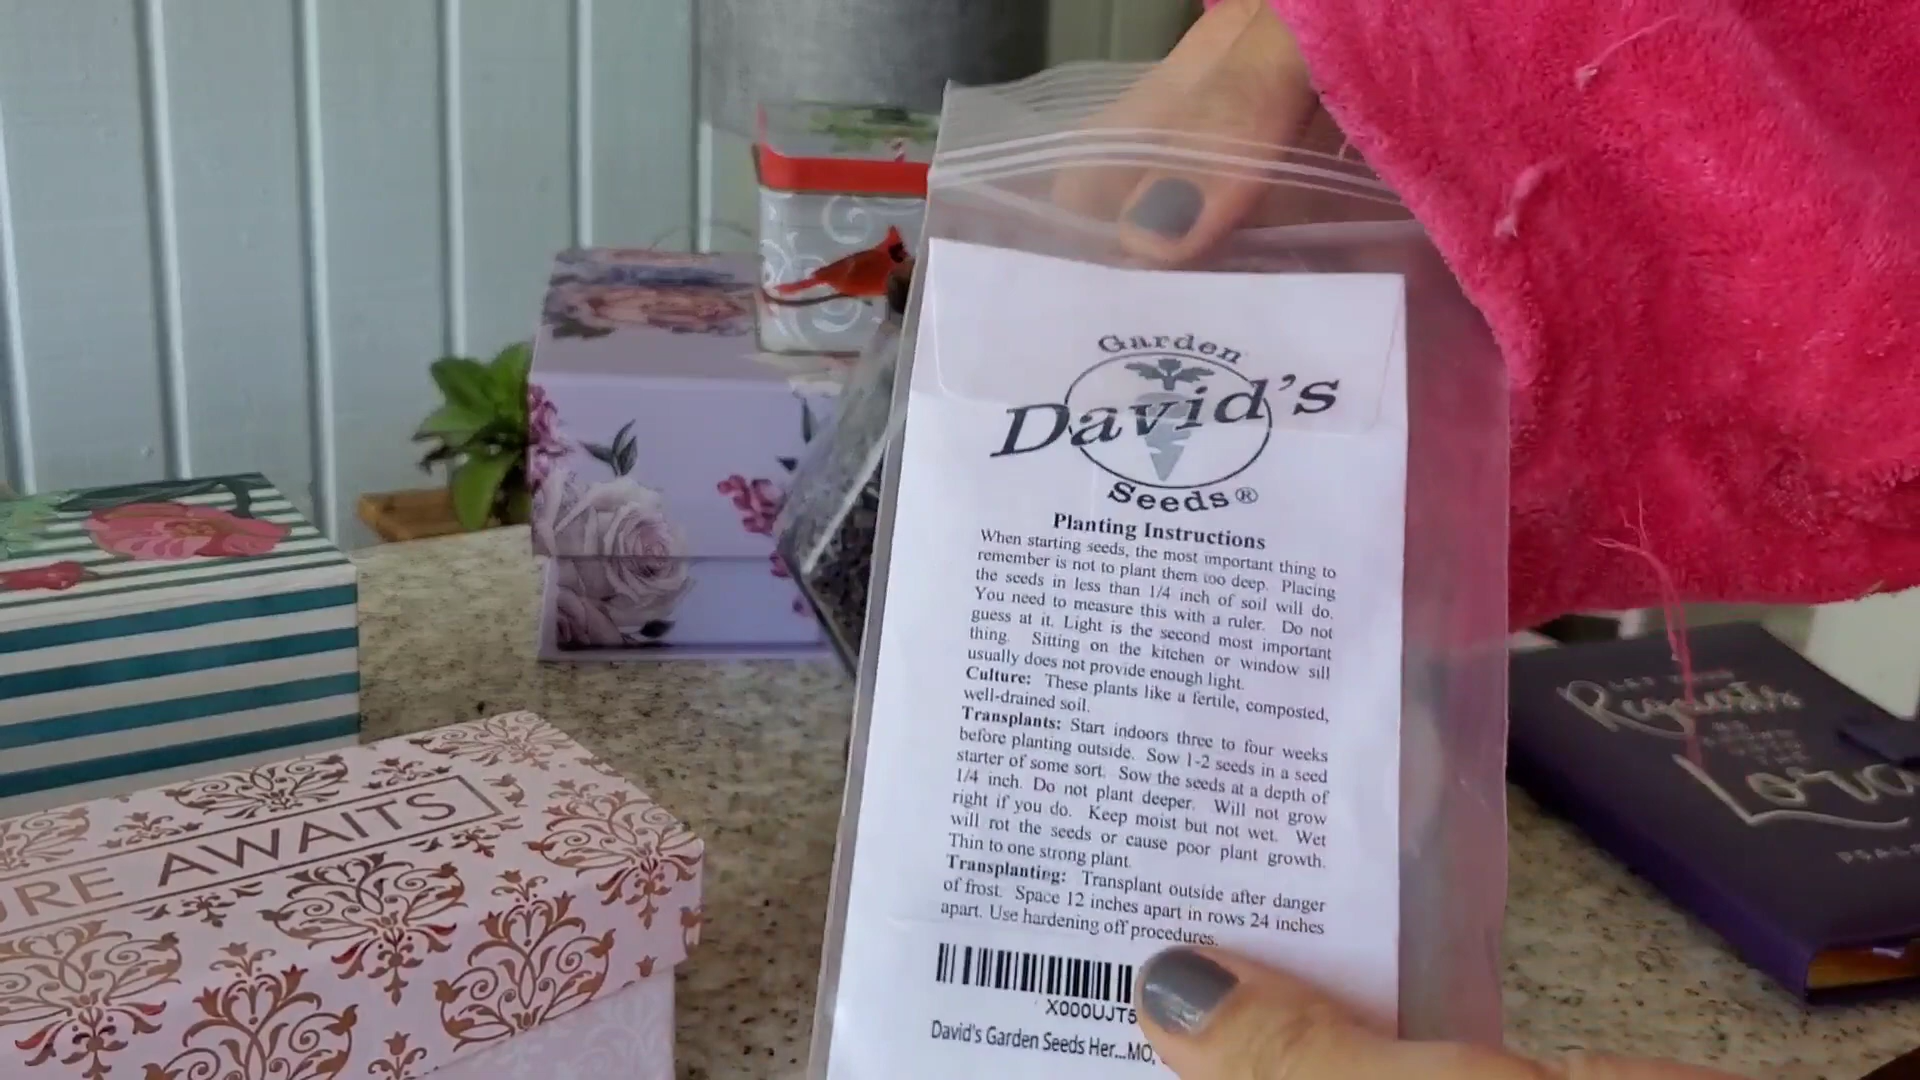 Garden
David's
Seeds®
Planting Instructions
When starting seeds, the most important thing to
remember is not to plant them too deep. Placing
the seeds in less than 1/4 inch of soil will do.
You need to measure this with a ruler. Do not
guess at it. Light is the second most important
thing. Sitting on the kitchen or window sill
usually does not provide enough light.
Culture: These plants like a fertile, composted,
well-drained soil.
Transplants: Start indoors three to four weeks
before planting outside. Sow 1-2 seeds in a seed
starter of some sort. Sow the seeds at a depth of
1/4 inch. Do not plant deeper. Will not grow
right if you do. Keep moist but not wet. Wet
will rot the seeds or cause poor plant growth.
Thin to one strong plant.
Transplanting: Transplant outside after danger
of frost. Space 12 inches apart in rows 24 inches
apart. Use hardening off procedures.
X000UJT5
David's Garden Seeds Her...MO,
URE AWAITS
LET YOUR
Requests
BE
Lord
PSAL